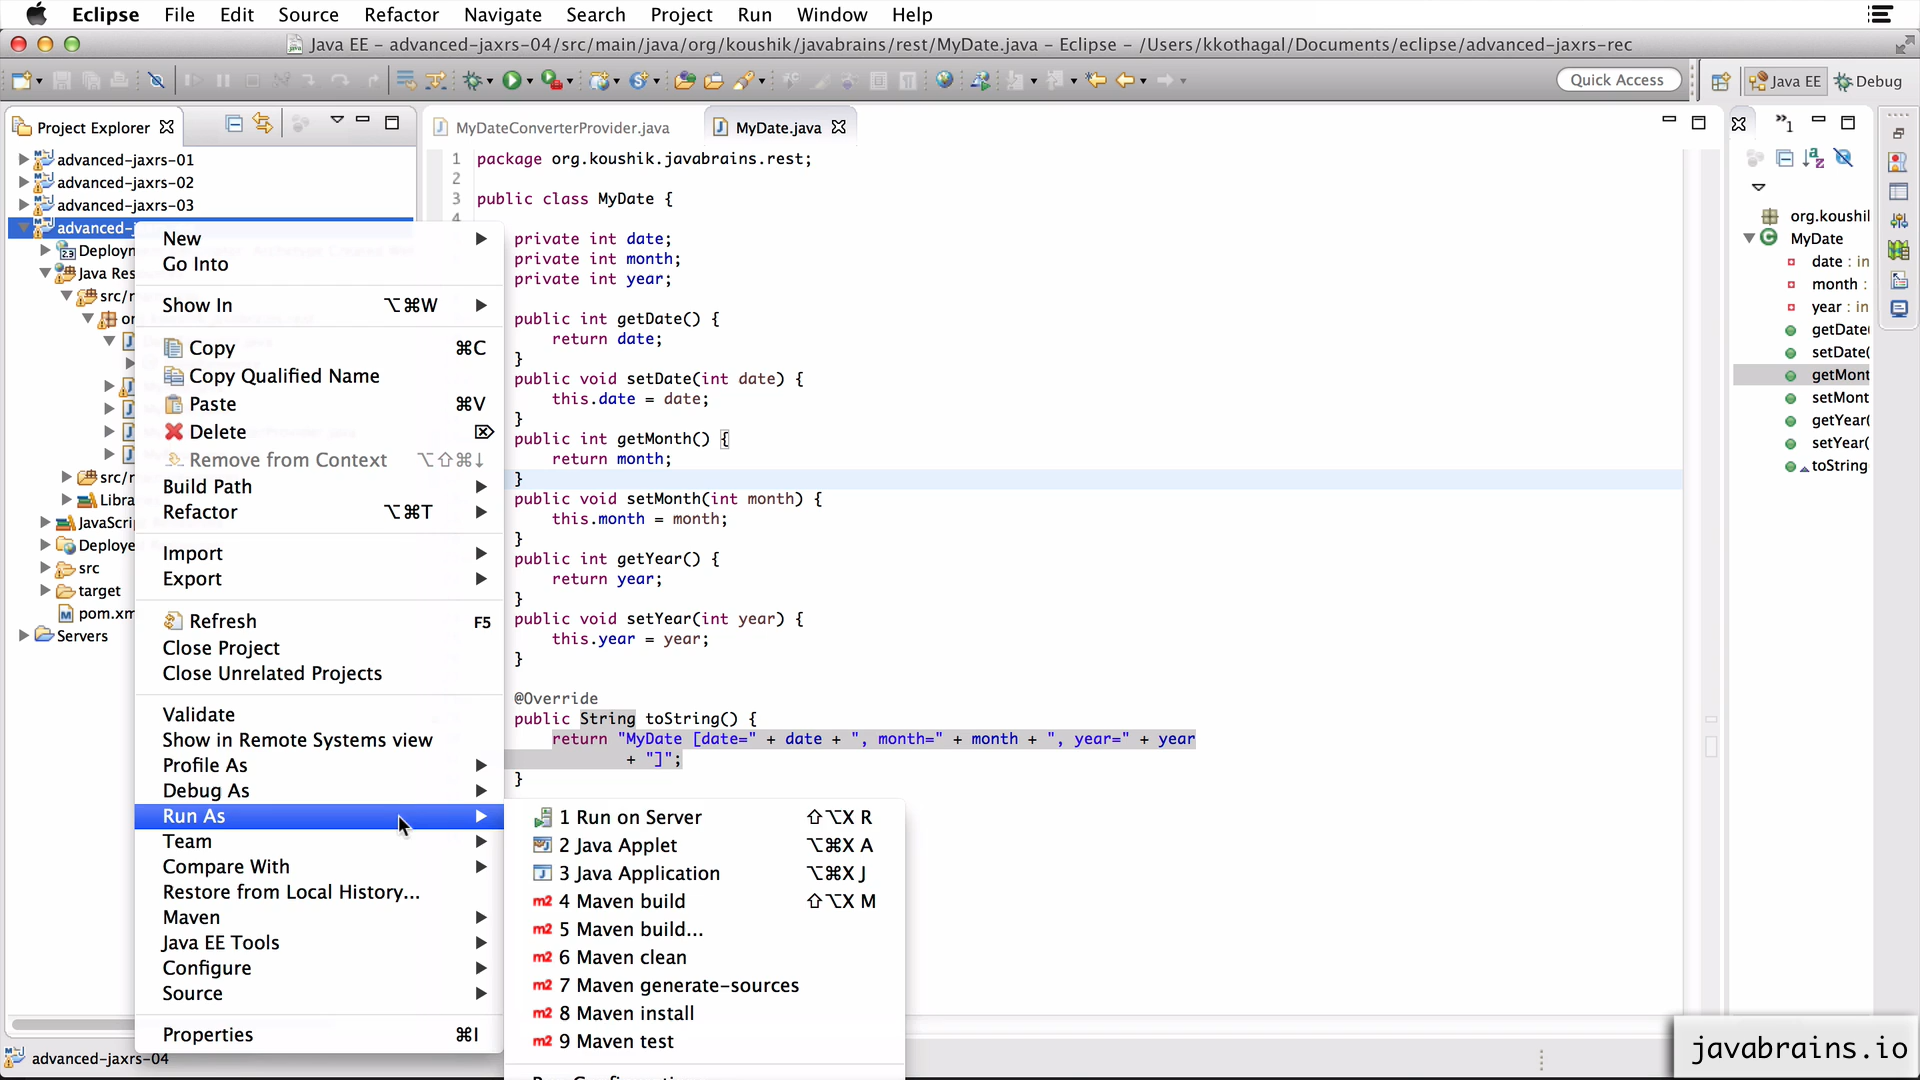 Eclipse File Edit Source Refactor Navigate Search Project Run Window Help
Java EE - advanced-jaxrs-04/src/main/java/org/koushik/javabrains/rest/MyDate.java - Eclipse - /Users/kkothagal/Documents/eclipse/advanced-jaxrs-rec
Quick Access
Java EE
Debug
Project Explorer
advanced-jaxrs-01
advanced-jaxrs-02
advanced-jaxrs-03
advanced-j
Deployn
Java Res
src/
or
src/
Libra
JavaScri
Deploye
src
target
pom.xm
Servers
New
Go Into
Show In ⌥⌘W
Copy ⌘C
Copy Qualified Name
Paste ⌘V
Delete ⌦
Remove from Context ⌥⇧⌘↓
Build Path
Refactor ⌥⌘T
Import
Export
Refresh F5
Close Project
Close Unrelated Projects
Validate
Show in Remote Systems view
Profile As
Debug As
Run As
Team
Compare With
Restore from Local History...
Maven
Java EE Tools
Configure
Source
Properties ⌘I
1 Run on Server ⇧⌥X R
2 Java Applet ⌥⌘X A
3 Java Application ⌥⌘X J
m2 4 Maven build ⇧⌥X M
m2 5 Maven build...
m2 6 Maven clean
m2 7 Maven generate-sources
m2 8 Maven install
m2 9 Maven test
MyDateConverterProvider.java
MyDate.java
1 package org.koushik.javabrains.rest;
2
3 public class MyDate {
4
private int date;
private int month;
private int year;
public int getDate() {
return date;
}
public void setDate(int date) {
this.date = date;
}
public int getMonth() {
return month;
}
public void setMonth(int month) {
this.month = month;
}
public int getYear() {
return year;
}
public void setYear(int year) {
this.year = year;
}
@Override
public String toString() {
return "MyDate [date=" + date + ", month=" + month + ", year=" + year
+ "]";
}
org.koushil
MyDate
date : in
month :
year : in
getDate(
setDate(
getMont
setMont
getYear(
setYear(
toString
advanced-jaxrs-04
javabrains.io